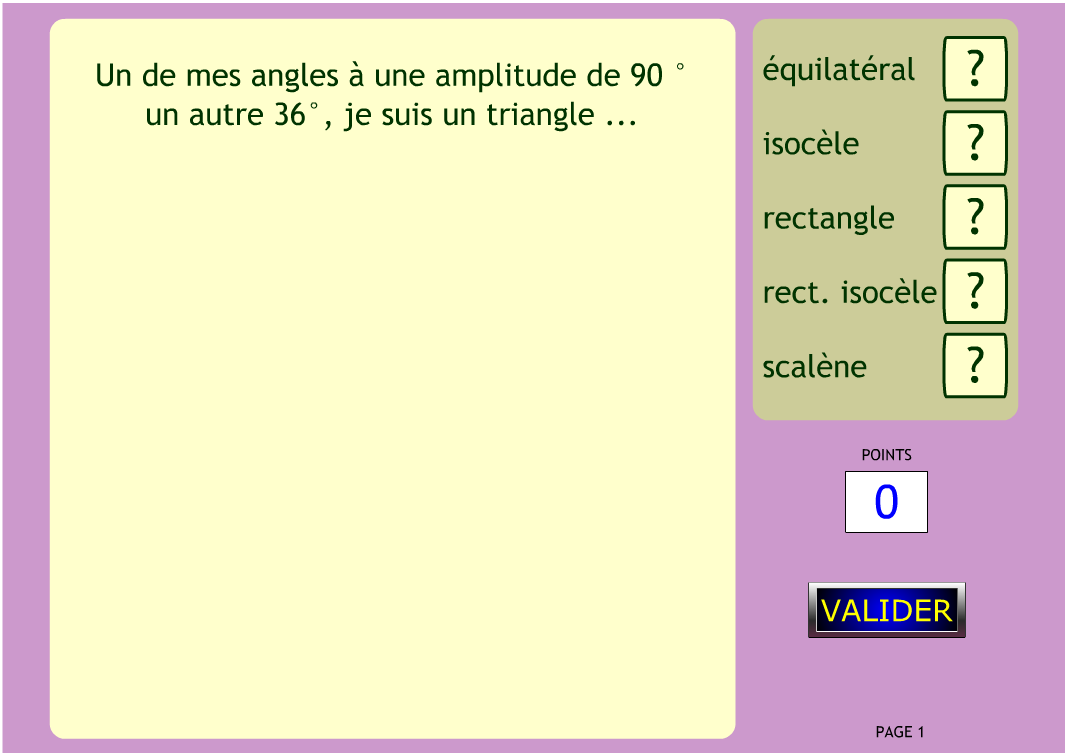 Un de mes angles à une amplitude de 90 °
un autre 36°, je suis un triangle ...
équilatéral ?
isocèle ?
rectangle ?
rect. isocèle ?
scalène ?
POINTS
0
VALIDER
PAGE 1